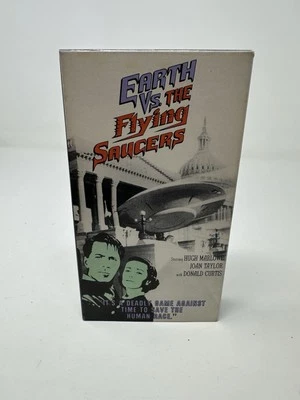 EARTH
VS. THE
Flying
SAUCERS
Starring HUGH MARLOWE
JOAN TAYLOR
with DONALD CURTIS
"IT'S A DEADLY GAME AGAINST
TIME TO SAVE THE
HUMAN RACE."